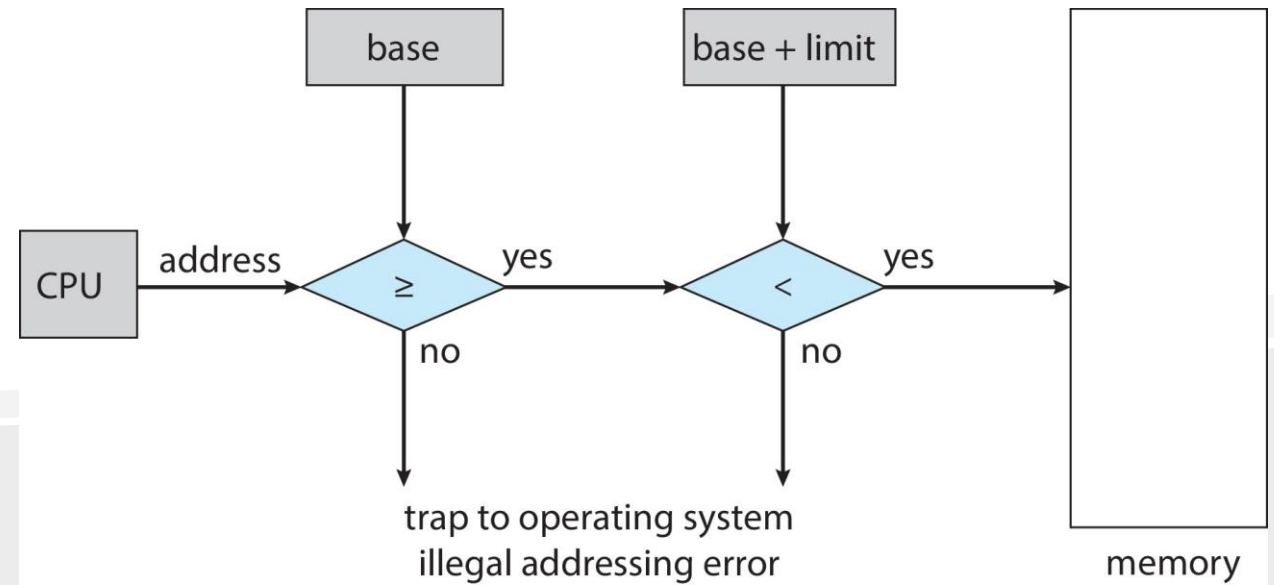 base
base + limit
CPU
address
≥
yes
<
yes
no
no
trap to operating system
illegal addressing error
memory